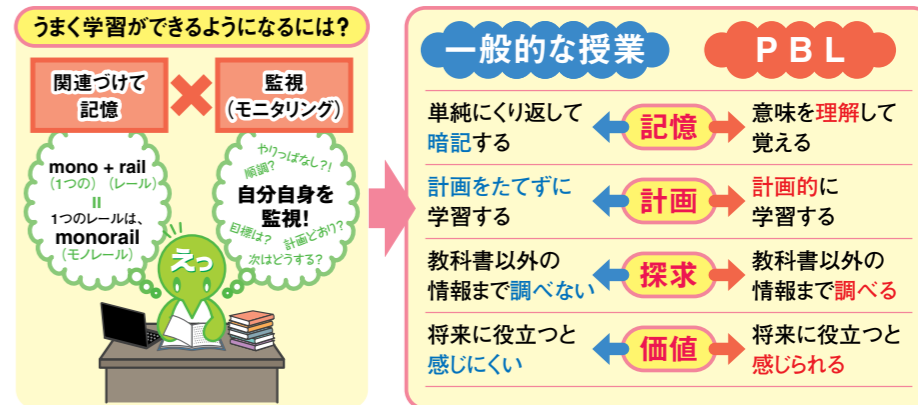 うまく学習ができるようになるには?
関連づけて
記憶
監視
(モニタリング)
mono + rail
(1つの) (レール)
=
1つのレールは、
monorail
(モノレール)
やりっぱなし?!
順調?
自分自身を
監視!
目標は? 計画どおり?
次はどうする?
えっ
一般的な授業
PBL
単純にくり返して
暗記する
記憶
意味を理解して
覚える
計画をたてずに
学習する
計画
計画的に
学習する
教科書以外の
情報まで調べない
探求
教科書以外の
情報まで調べる
将来に役立つと
感じにくい
価値
将来に役立つと
感じられる